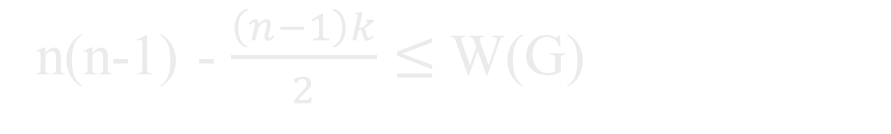 n(n-1) - (n−1)k/2 ≤ W(G)